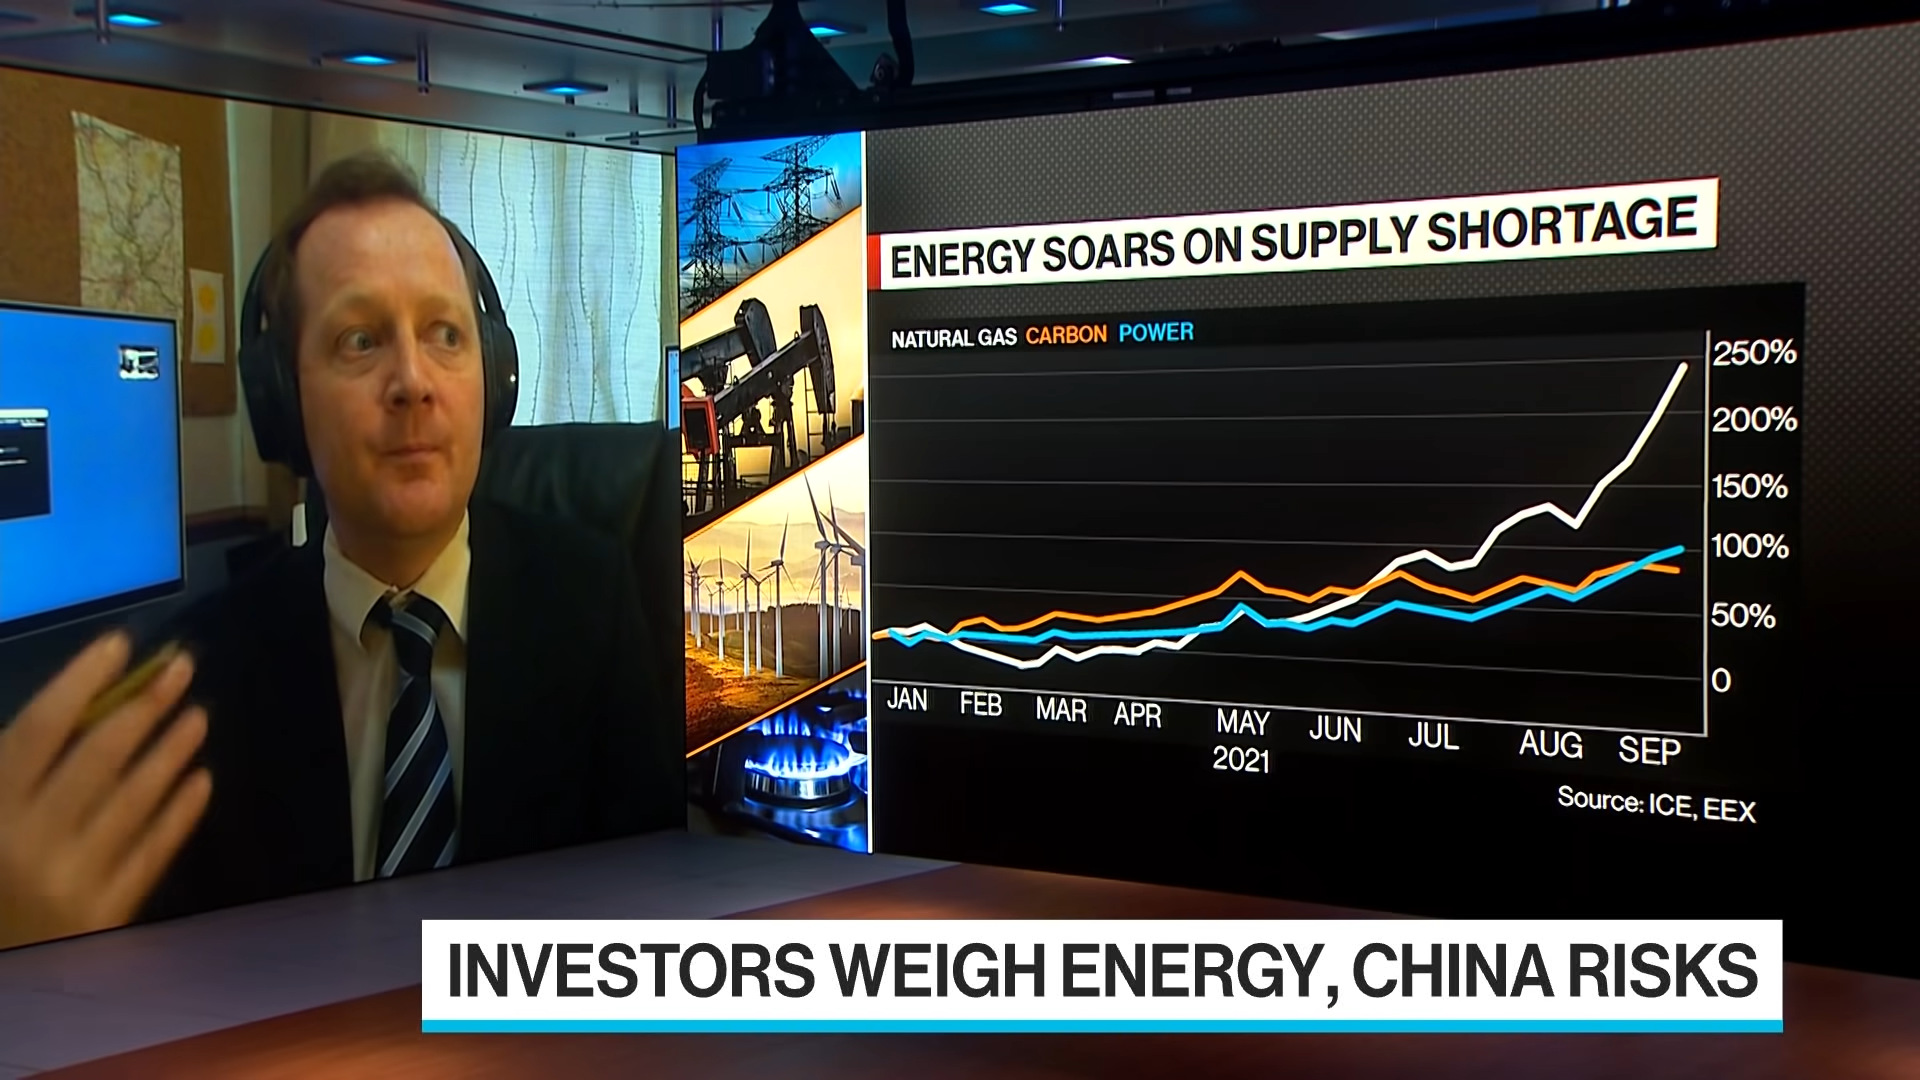 ENERGY SOARS ON SUPPLY SHORTAGE
NATURAL GAS CARBON POWER
250%
200%
150%
100%
50%
0
JAN FEB MAR APR MAY JUN JUL AUG SEP
2021
Source: ICE, EEX
INVESTORS WEIGH ENERGY, CHINA RISKS